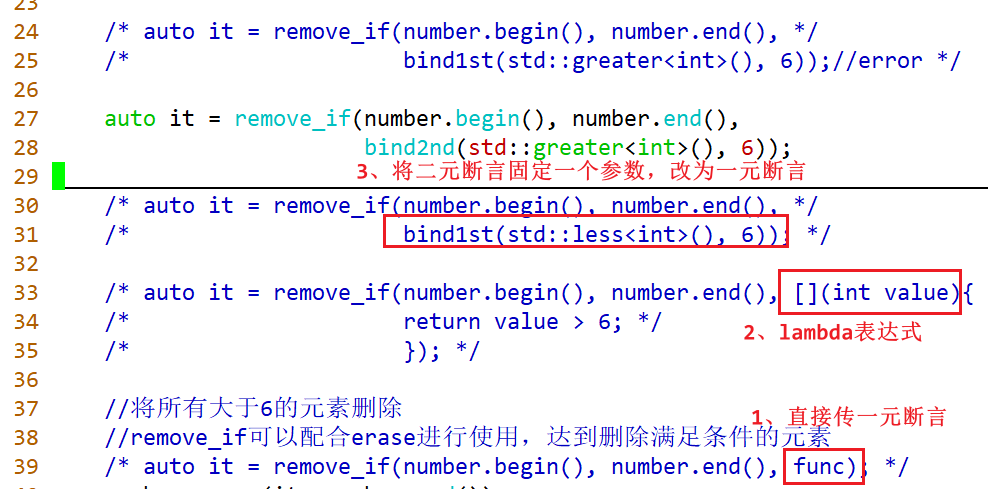 23
24 /* auto it = remove_if(number.begin(), number.end(), */
25 /* bind1st(std::greater<int>(), 6));//error */
26
27 auto it = remove_if(number.begin(), number.end(),
28 bind2nd(std::greater<int>(), 6));
29 3、将二元断言固定一个参数，改为一元断言
30 /* auto it = remove_if(number.begin(), number.end(), */
31 /* bind1st(std::less<int>(), 6)); */
32
33 /* auto it = remove_if(number.begin(), number.end(), [](int value){
34 /* return value > 6; */
2、lambda表达式
35 /* }); */
36
37 //将所有大于6的元素删除
1、直接传一元断言
38 //remove_if可以配合erase进行使用，达到删除满足条件的元素
39 /* auto it = remove_if(number.begin(), number.end(), func); */